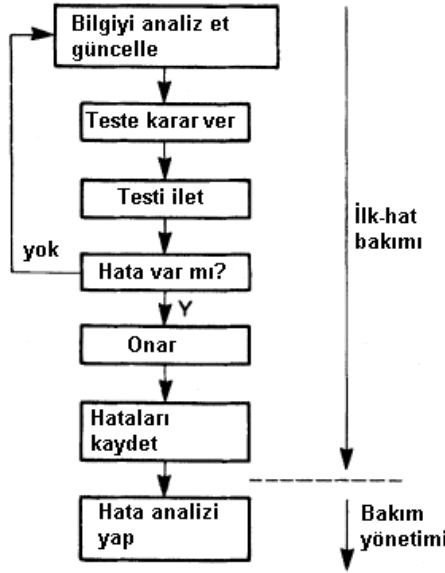 Bilgiyi analiz et
güncelle
Teste karar ver
Testi ilet
yok
Hata var mı?
Y
Onar
Hataları
kaydet
Hata analizi
yap
İlk-hat
bakımı
Bakım
yönetimi